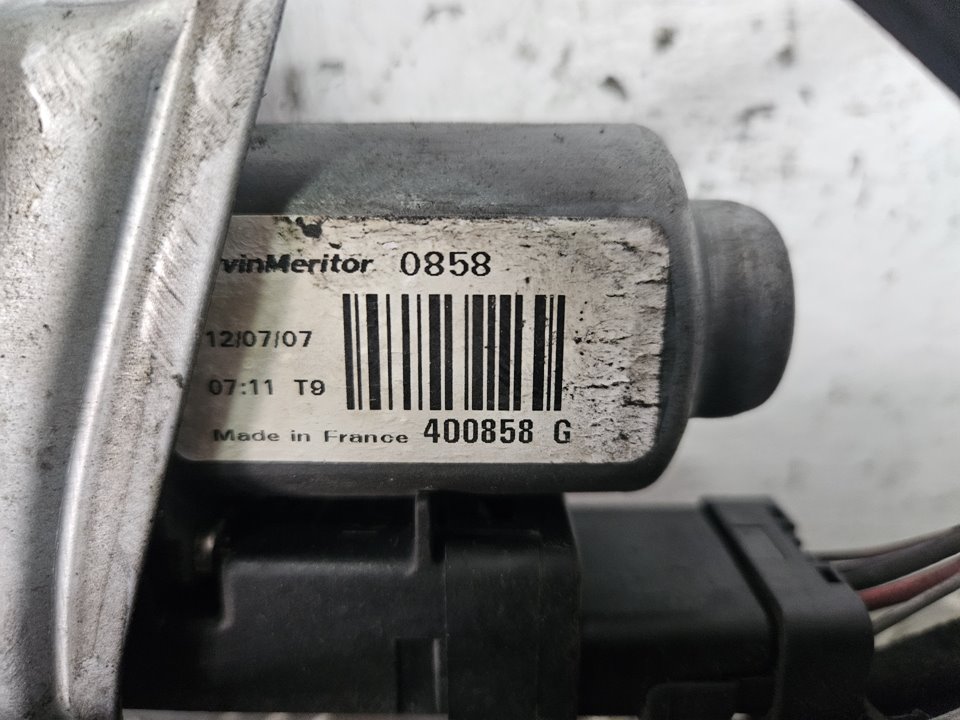 vinMeritor 0858
12/07/07
07:11 T9
Made in France 400858 G